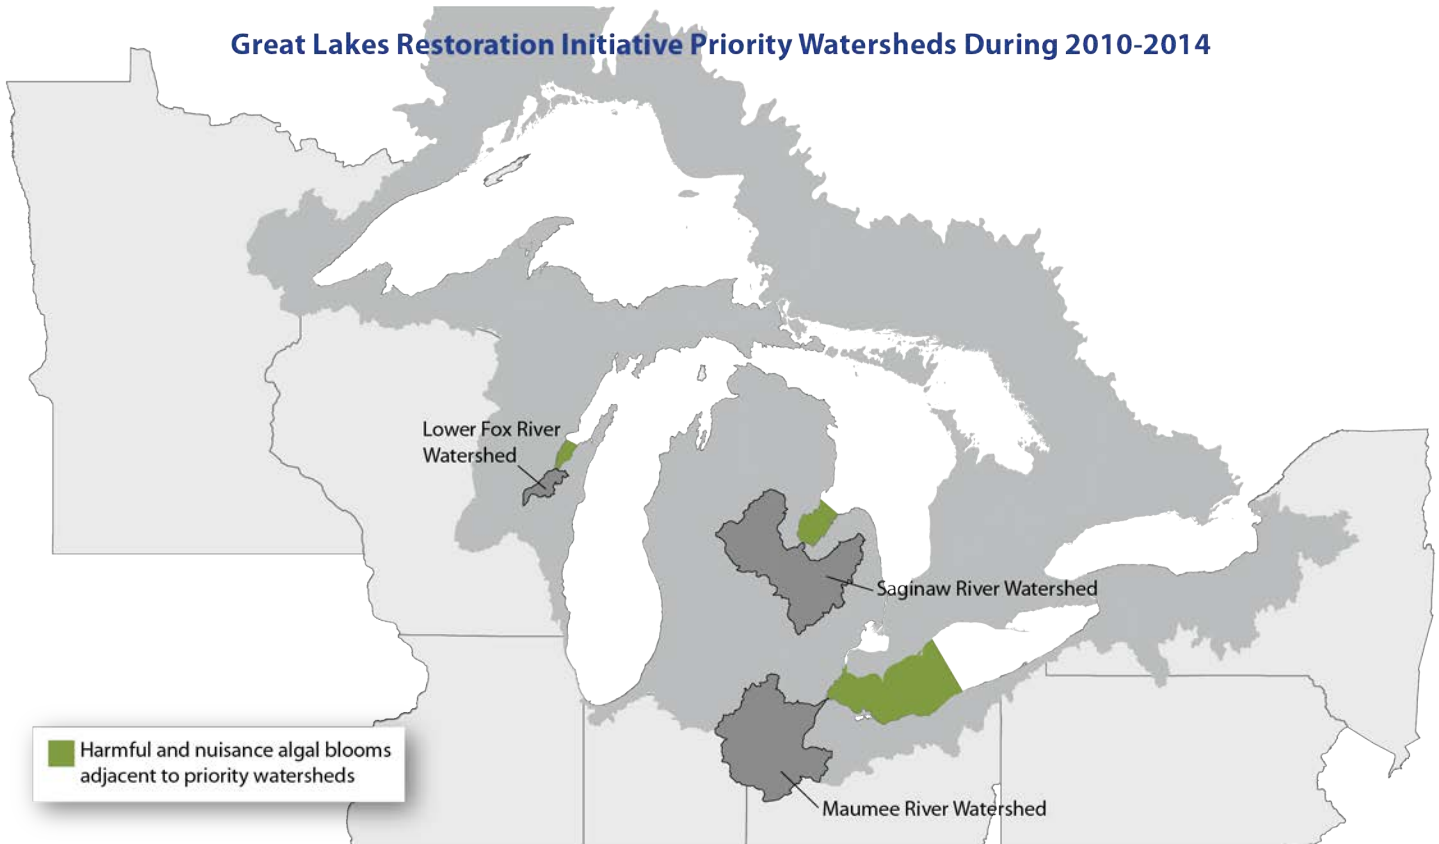 Great Lakes Restoration Initiative Priority Watersheds During 2010-2014
Lower Fox River
Watershed
Saginaw River Watershed
Harmful and nuisance algal blooms
adjacent to priority watersheds
Maumee River Watershed